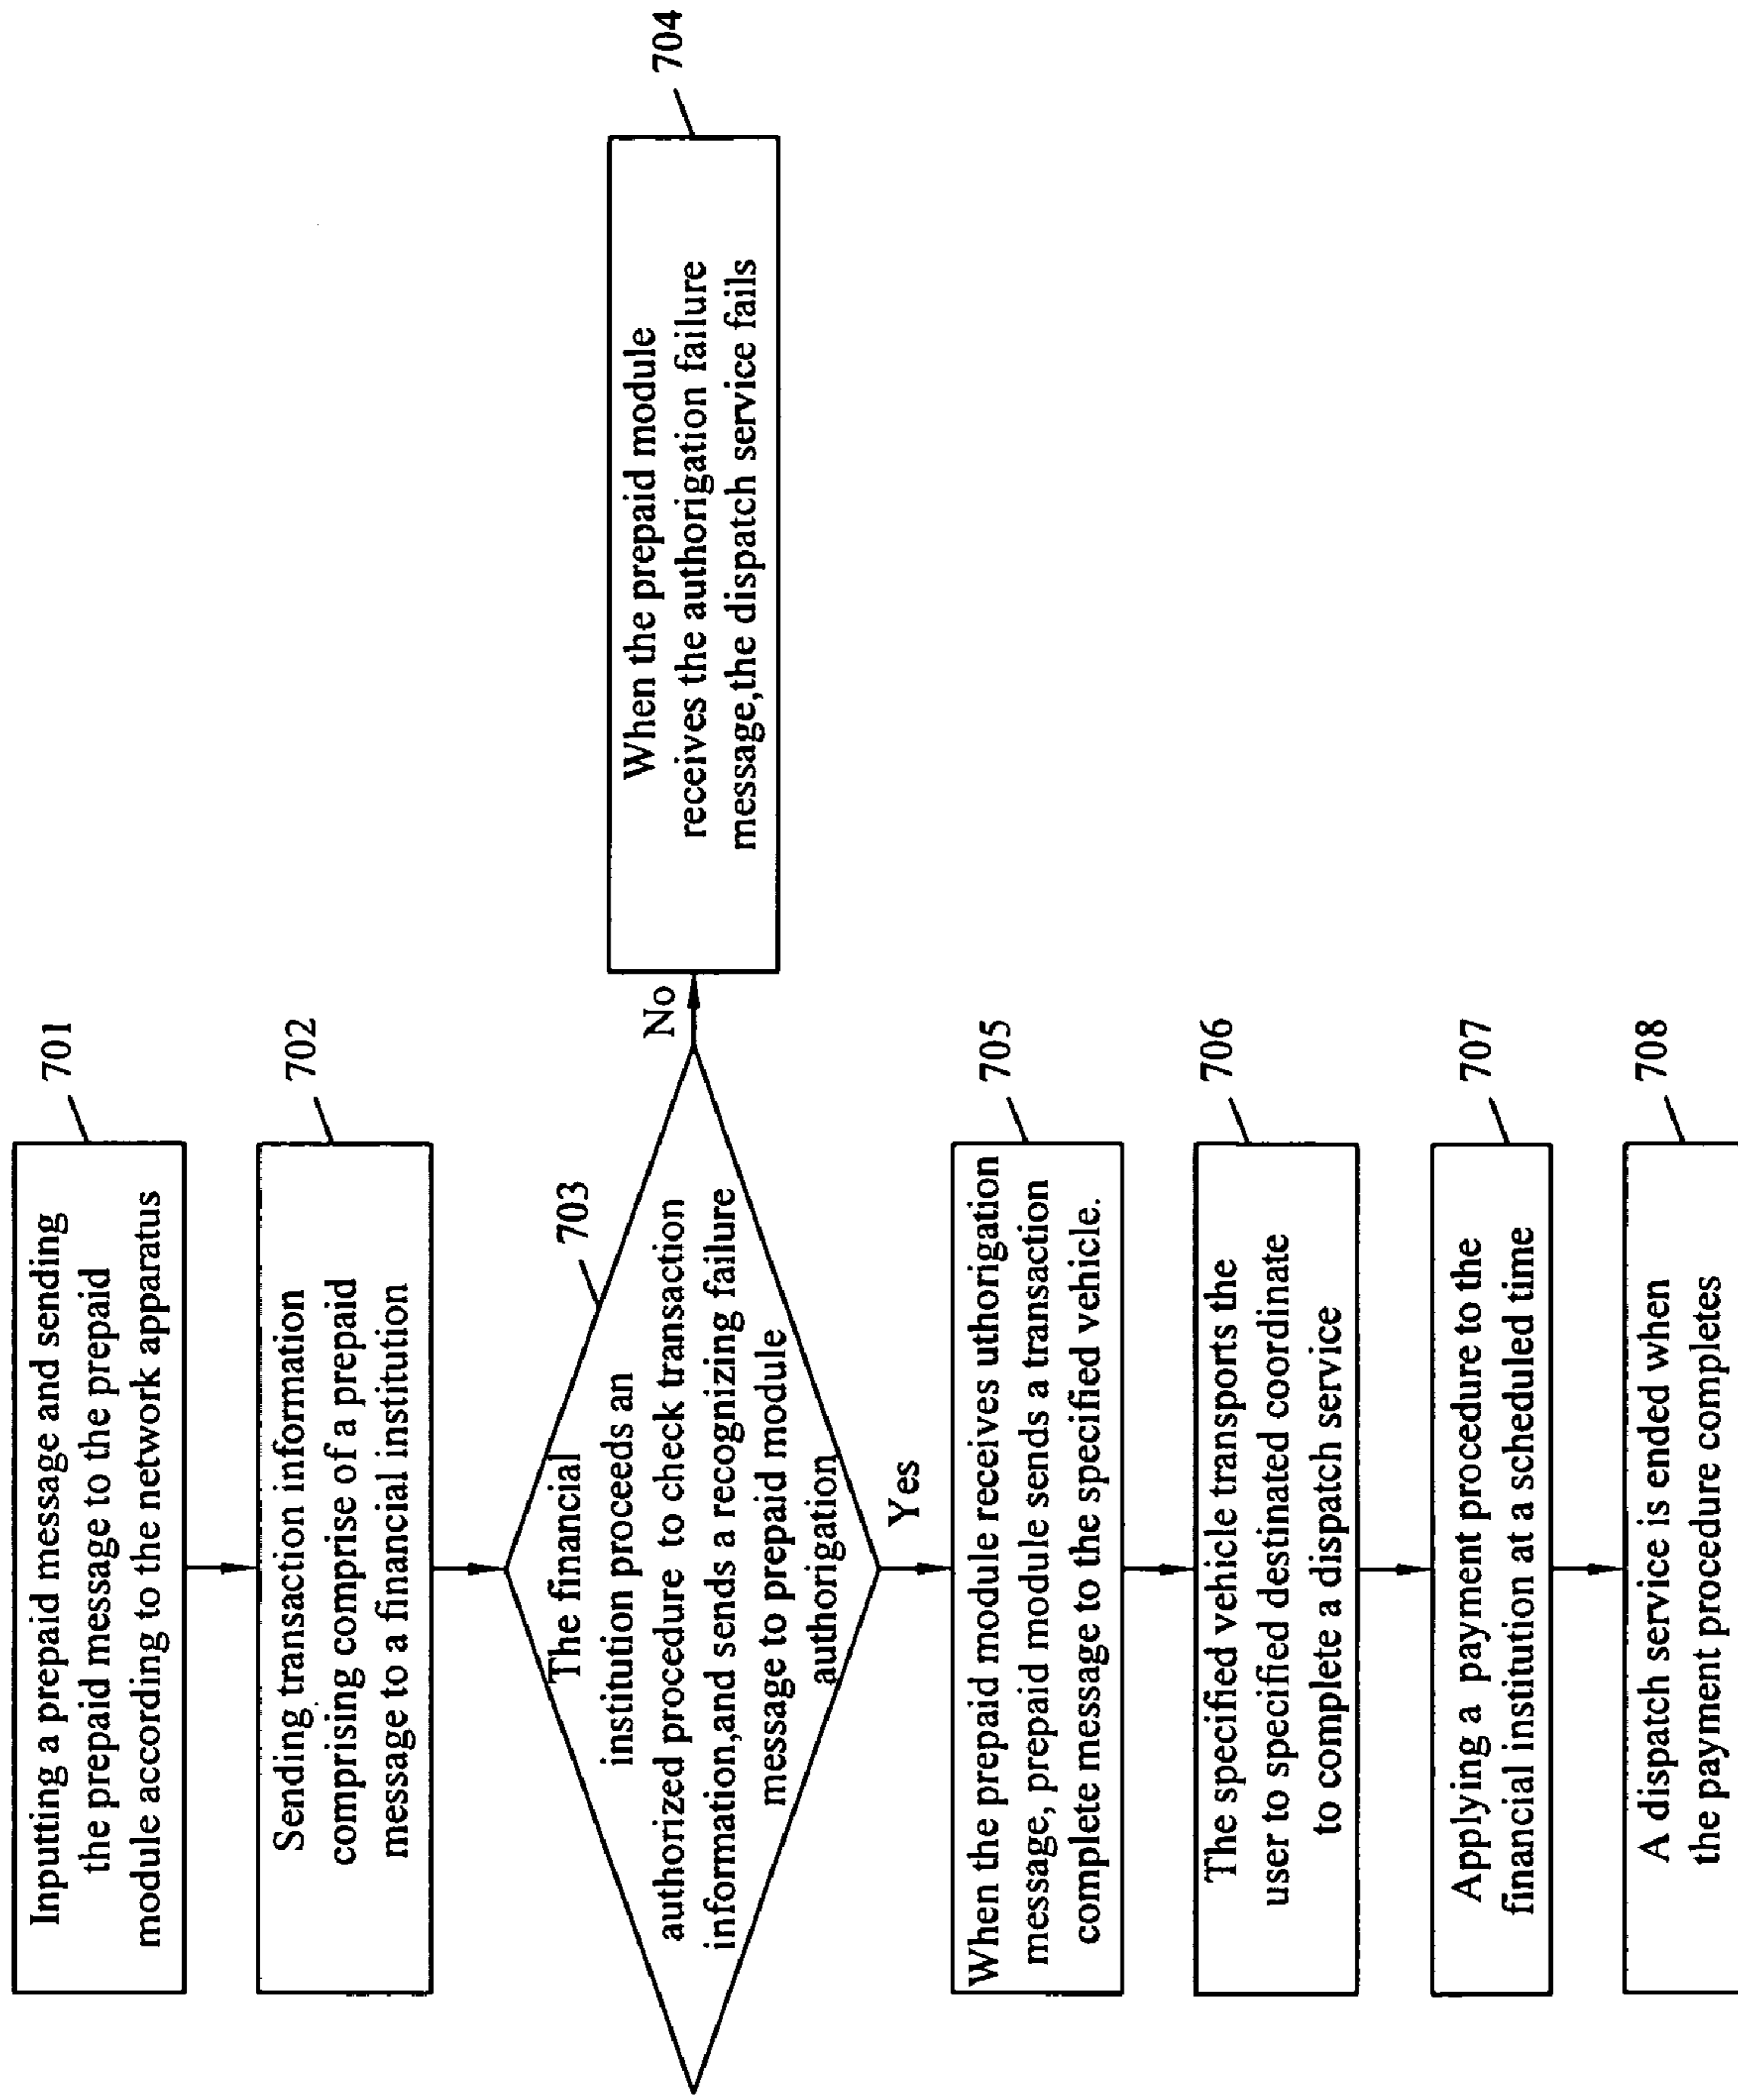 701
Inputting a prepaid message and sending
the prepaid message to the prepaid
module according to the network apparatus
702
Sending transaction information
comprising comprise of a prepaid
message to a financial institution
703
The financial
institution proceeds an
authorized procedure to check transaction
information,and sends a recognizing failure
message to prepaid module
authorigation
No
704
When the prepaid module
receives the authorigation failure
message,the dispatch service fails
Yes
705
When the prepaid module receives uthorigation
message, prepaid module sends a transaction
complete message to the specified vehicle.
706
The specified vehicle transports the
user to specified destinated coordinate
to complete a dispatch service
707
Applying a payment procedure to the
financial institution at a scheduled time
708
A dispatch service is ended when
the payment procedure completes